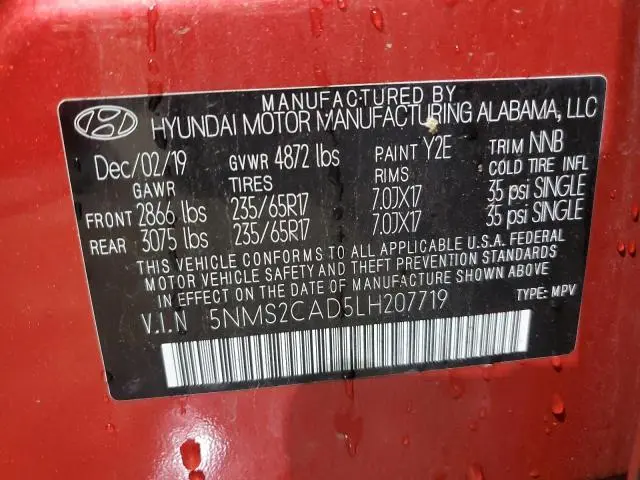 MANUFACTURED BY
HYUNDAI MOTOR MANUFACTURING ALABAMA, LLC
Dec/02/19 GVWR 4872 lbs PAINT Y2E TRIM NNB
GAWR TIRES RIMS COLD TIRE INFL
FRONT 2866 lbs 235/65R17 7.0JX17 35 psi SINGLE
REAR 3075 lbs 235/65R17 7.0JX17 35 psi SINGLE
THIS VEHICLE CONFORMS TO ALL APPLICABLE U.S.A. FEDERAL
MOTOR VEHICLE SAFETY AND THEFT PREVENTION STANDARDS
IN EFFECT ON THE DATE OF MANUFACTURE SHOWN ABOVE.
V.I.N 5NMS2CAD5LH207719 TYPE: MPV